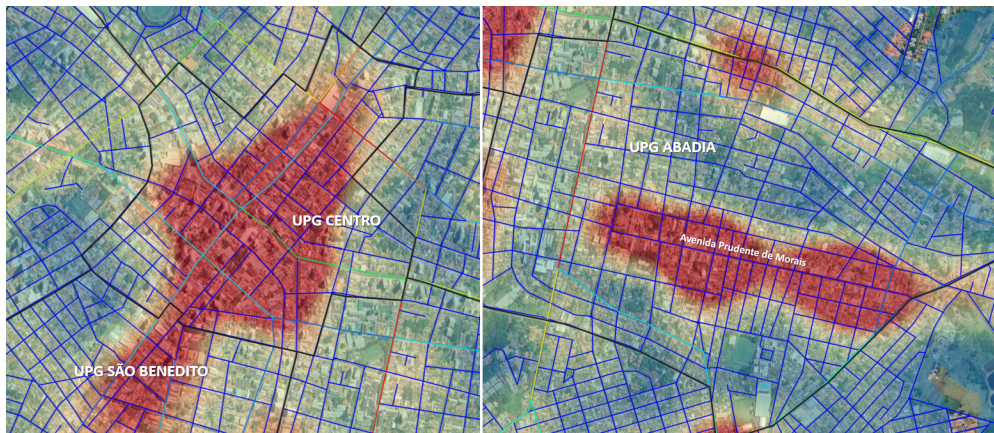 UPG CENTRO
UPG SÃO BENEDITO
UPG ABADIA
Avenida Prudente de Morais